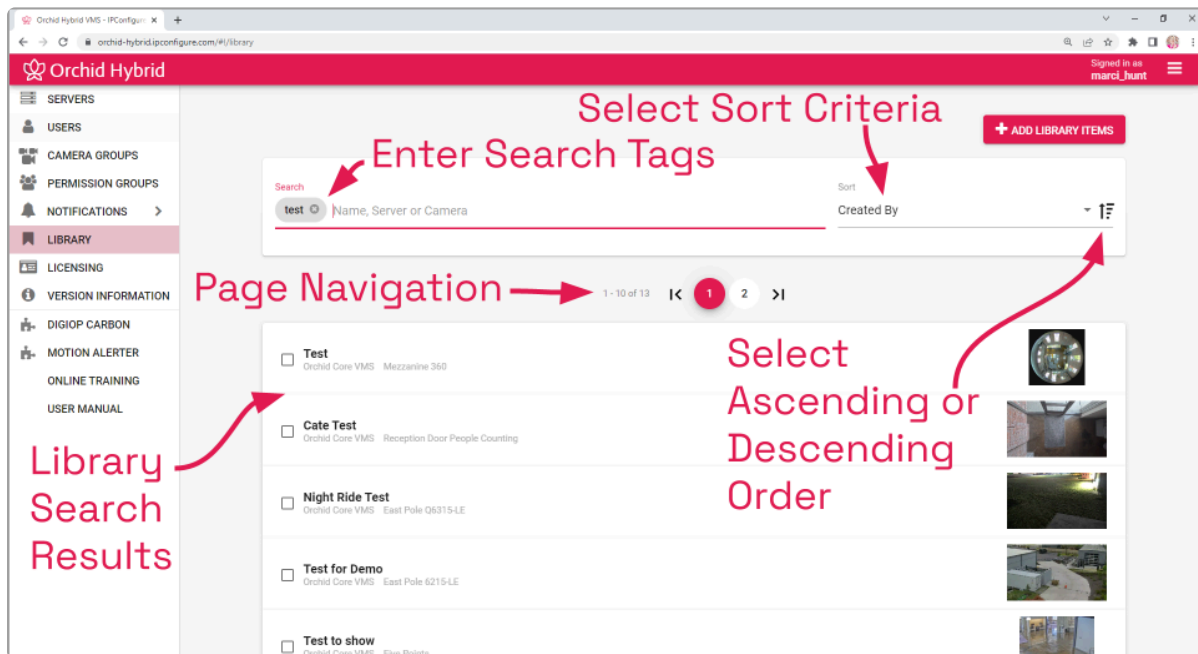 Orchid Hybrid VMS - IPConfigure
orchid-hybrid.ipconfigure.com/#!/library
Orchid Hybrid
Signed in as
marci_hunt
SERVERS
USERS
CAMERA GROUPS
PERMISSION GROUPS
NOTIFICATIONS
LIBRARY
LICENSING
VERSION INFORMATION
DIGIOP CARBON
MOTION ALERTER
ONLINE TRAINING
USER MANUAL
Select Sort Criteria
+ ADD LIBRARY ITEMS
Enter Search Tags
Search
test
Name, Server or Camera
Sort
Created By
Page Navigation
1 - 10 of 13
1
2
Select
Ascending or
Descending
Order
Library
Search
Results
Test
Orchid Core VMS Mezzanine 360
Cate Test
Orchid Core VMS Reception Door People Counting
Night Ride Test
Orchid Core VMS East Pole Q6315-LE
Test for Demo
Orchid Core VMS East Pole 6215-LE
Test to show
Orchid Core VMS Five Points